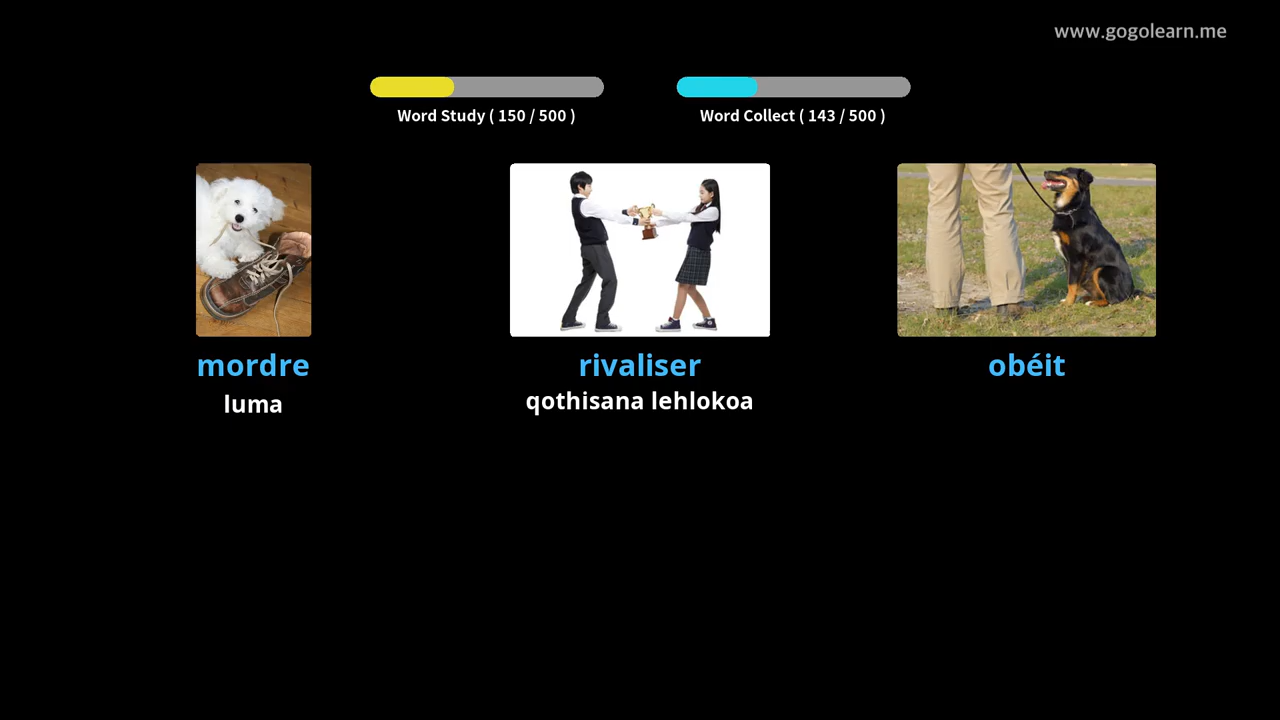 www.gogolearn.me
Word Study ( 150 / 500 )
Word Collect ( 143 / 500 )
mordre
luma
rivaliser
qothisana lehlokoa
obéit